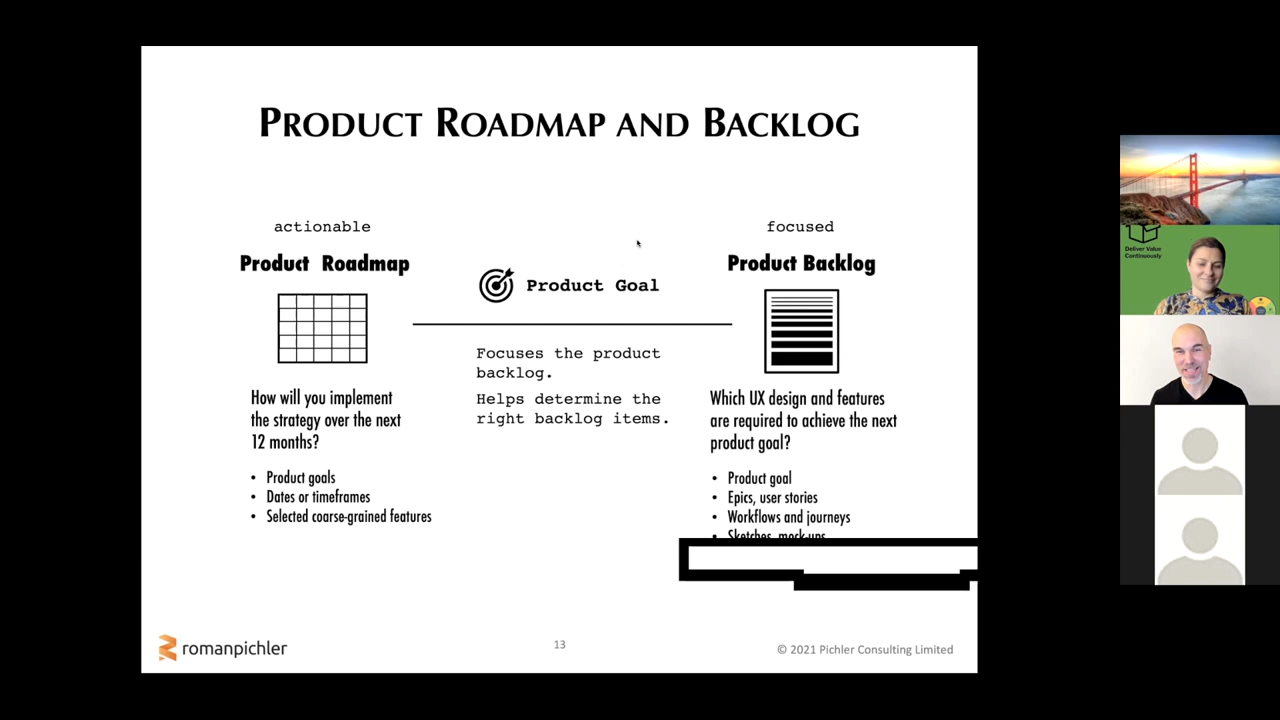 PRODUCT ROADMAP AND BACKLOG
actionable
Product Roadmap
How will you implement
the strategy over the next
12 months?
• Product goals
• Dates or timeframes
• Selected coarse-grained features
Product Goal
Focuses the product
backlog.
Helps determine the
right backlog items.
focused
Product Backlog
Which UX design and features
are required to achieve the next
product goal?
• Product goal
• Epics, user stories
• Workflows and journeys
• Sketches, mock-ups
romanpichler
13
© 2021 Pichler Consulting Limited
Deliver Value
Continuously